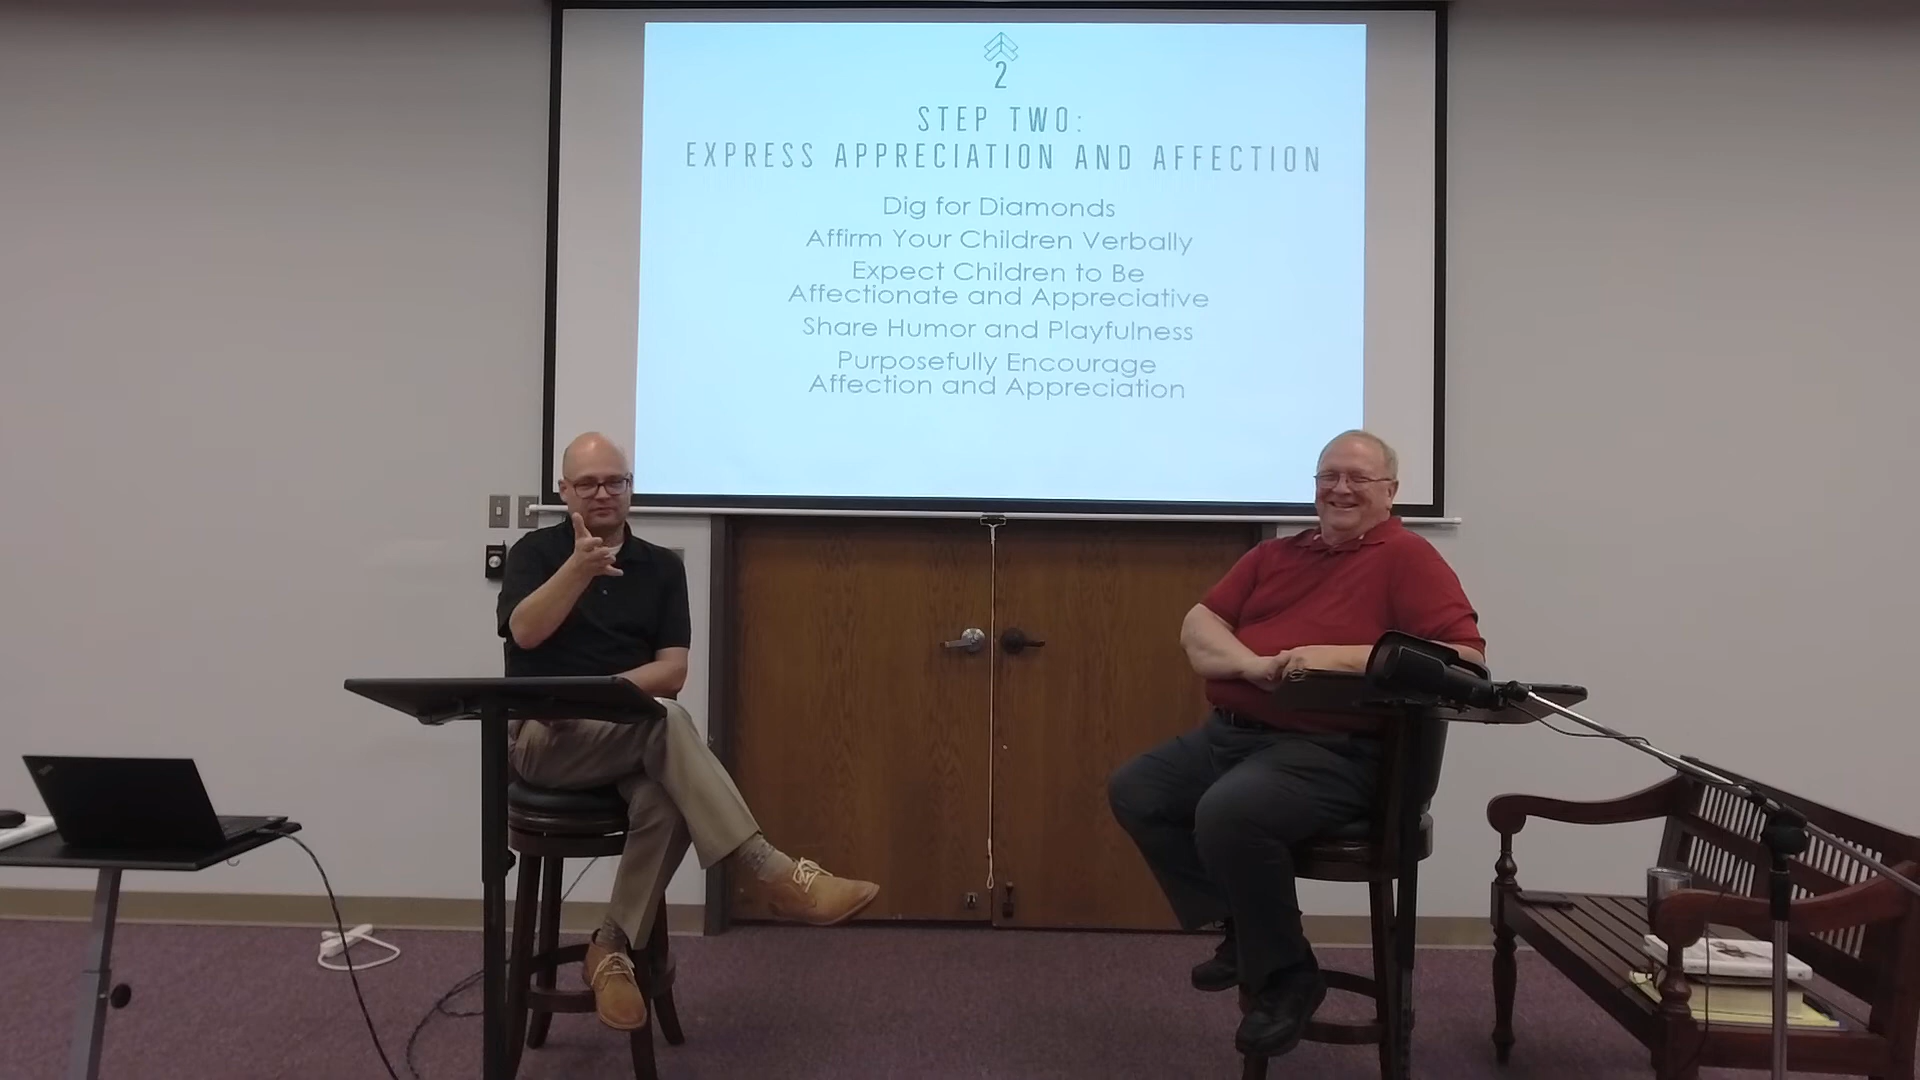 2
STEP TWO:
EXPRESS APPRECIATION AND AFFECTION
Dig for Diamonds
Affirm Your Children Verbally
Expect Children to Be
Affectionate and Appreciative
Share Humor and Playfulness
Purposefully Encourage
Affection and Appreciation